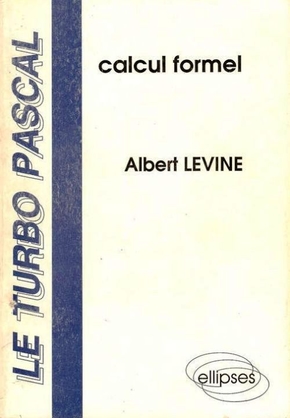 LE TURBO PASCAL
calcul formel
Albert LEVINE
ellipses